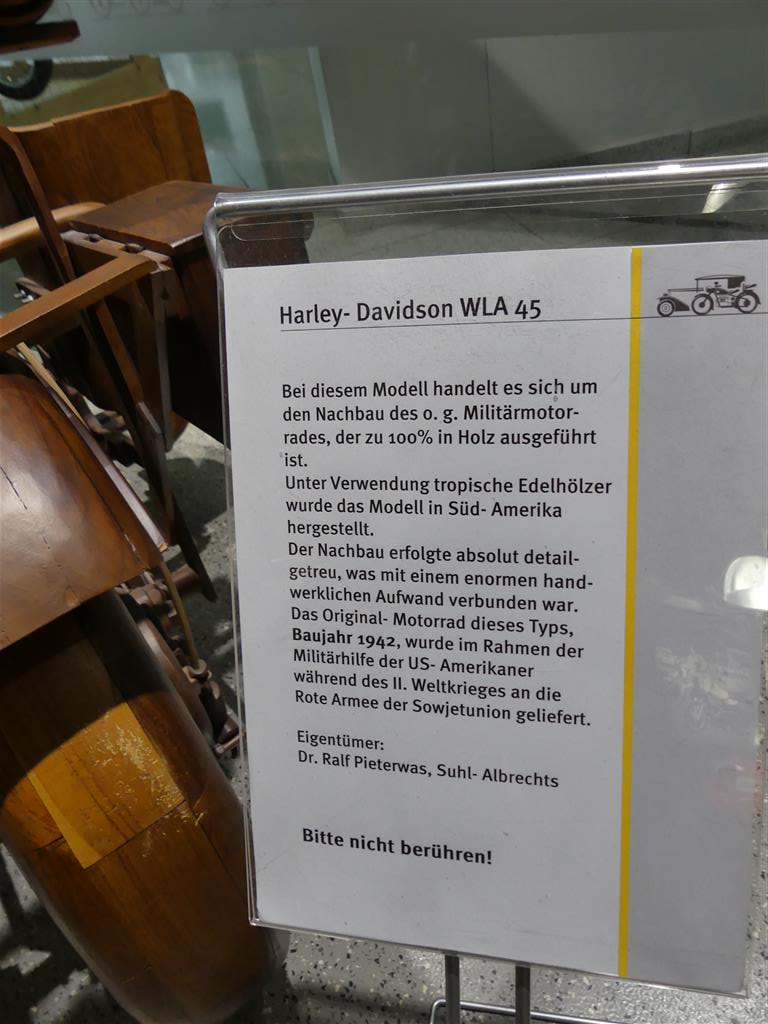 Harley- Davidson WLA 45
Bei diesem Modell handelt es sich um
den Nachbau des o. g. Militärmotor-
rades, der zu 100% in Holz ausgeführt
ist.
Unter Verwendung tropische Edelhölzer
wurde das Modell in Süd- Amerika
hergestellt.
Der Nachbau erfolgte absolut detail-
getreu, was mit einem enormen hand-
werklichen Aufwand verbunden war.
Das Original- Motorrad dieses Typs,
Baujahr 1942, wurde im Rahmen der
Militärhilfe der US- Amerikaner
während des II. Weltkrieges an die
Rote Armee der Sowjetunion geliefert.
Eigentümer:
Dr. Ralf Pieterwas, Suhl- Albrechts
Bitte nicht berühren!